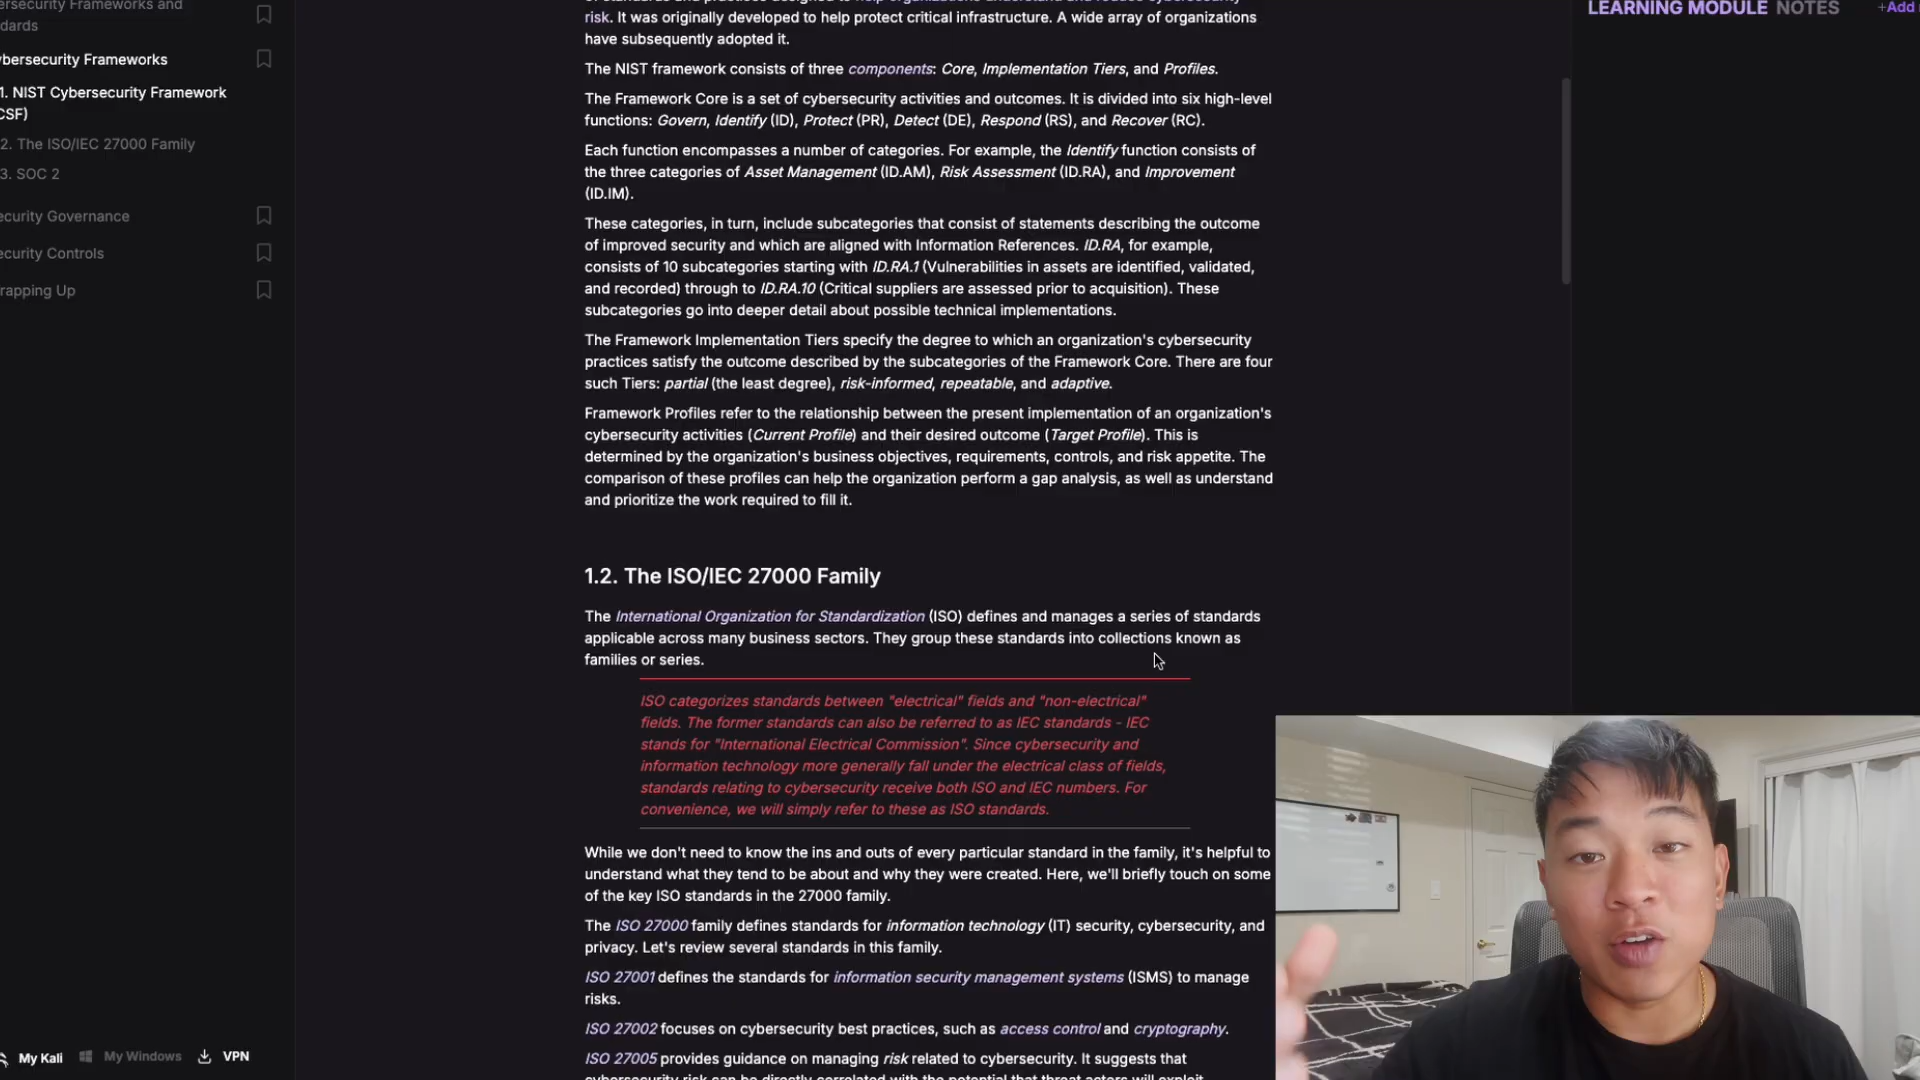 bersecurity Frameworks and
dards
bersecurity Frameworks
1. NIST Cybersecurity Framework
CSF)
2. The ISO/IEC 27000 Family
3. SOC 2
ecurity Governance
ecurity Controls
rapping Up
My Kali
My Windows
VPN
risk. It was originally developed to help protect critical infrastructure. A wide array of organizations
have subsequently adopted it.
The NIST framework consists of three components: Core, Implementation Tiers, and Profiles.
The Framework Core is a set of cybersecurity activities and outcomes. It is divided into six high-level
functions: Govern, Identify (ID), Protect (PR), Detect (DE), Respond (RS), and Recover (RC).
Each function encompasses a number of categories. For example, the Identify function consists of
the three categories of Asset Management (ID.AM), Risk Assessment (ID.RA), and Improvement
(ID.IM).
These categories, in turn, include subcategories that consist of statements describing the outcome
of improved security and which are aligned with Information References. ID.RA, for example,
consists of 10 subcategories starting with ID.RA.1 (Vulnerabilities in assets are identified, validated,
and recorded) through to ID.RA.10 (Critical suppliers are assessed prior to acquisition). These
subcategories go into deeper detail about possible technical implementations.
The Framework Implementation Tiers specify the degree to which an organization's cybersecurity
practices satisfy the outcome described by the subcategories of the Framework Core. There are four
such Tiers: partial (the least degree), risk-informed, repeatable, and adaptive.
Framework Profiles refer to the relationship between the present implementation of an organization's
cybersecurity activities (Current Profile) and their desired outcome (Target Profile). This is
determined by the organization's business objectives, requirements, controls, and risk appetite. The
comparison of these profiles can help the organization perform a gap analysis, as well as understand
and prioritize the work required to fill it.
1.2. The ISO/IEC 27000 Family
The International Organization for Standardization (ISO) defines and manages a series of standards
applicable across many business sectors. They group these standards into collections known as
families or series.
ISO categorizes standards between "electrical" fields and "non-electrical"
fields. The former standards can also be referred to as IEC standards - IEC
stands for "International Electrical Commission". Since cybersecurity and
information technology more generally fall under the electrical class of fields,
standards relating to cybersecurity receive both ISO and IEC numbers. For
convenience, we will simply refer to these as ISO standards.
While we don't need to know the ins and outs of every particular standard in the family, it's helpful to
understand what they tend to be about and why they were created. Here, we'll briefly touch on some
of the key ISO standards in the 27000 family.
The ISO 27000 family defines standards for information technology (IT) security, cybersecurity, and
privacy. Let's review several standards in this family.
ISO 27001 defines the standards for information security management systems (ISMS) to manage
risks.
ISO 27002 focuses on cybersecurity best practices, such as access control and cryptography.
ISO 27005 provides guidance on managing risk related to cybersecurity. It suggests that
cybersecurity risk can be directly correlated with the potential that threat actors will exploit
LEARNING MODULE NOTES
+Add